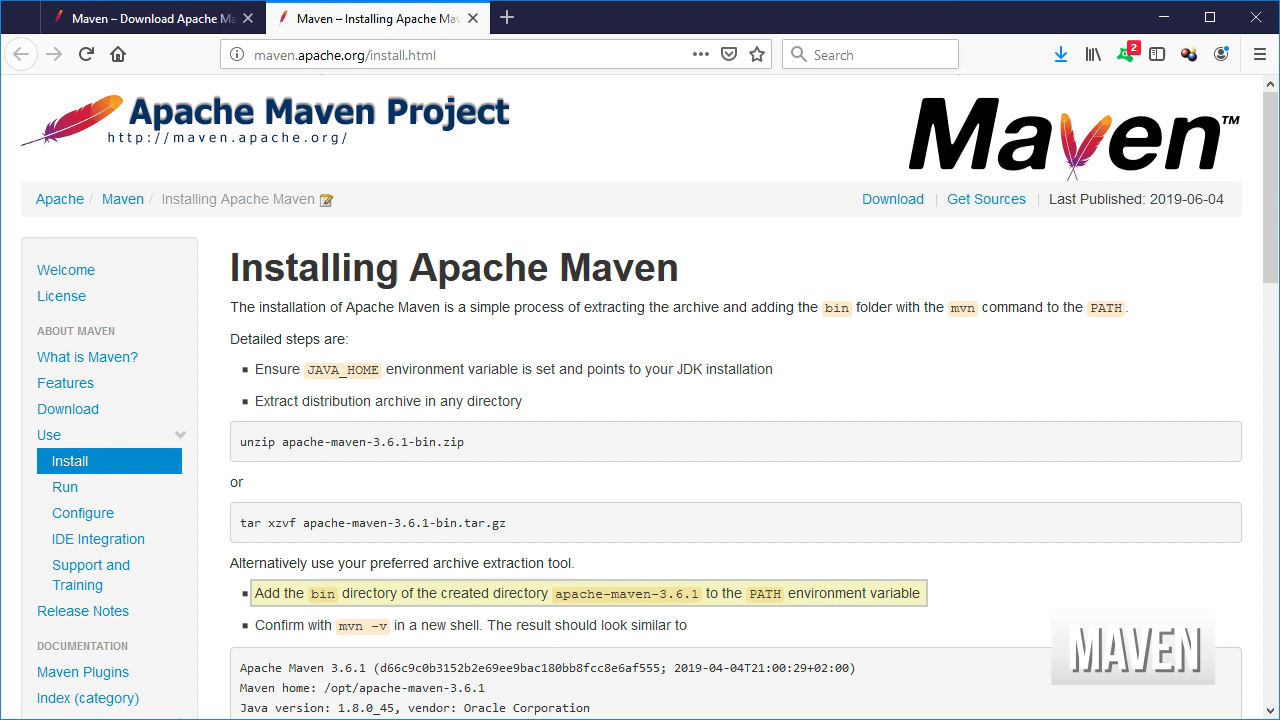 Maven – Download Apache Ma
Maven – Installing Apache Mav
maven.apache.org/install.html
Search
2
Apache Maven Project
http://maven.apache.org/
Maven™
Apache / Maven / Installing Apache Maven
Download | Get Sources | Last Published: 2019-06-04
Welcome
License
ABOUT MAVEN
What is Maven?
Features
Download
Use
Install
Run
Configure
IDE Integration
Support and
Training
Release Notes
DOCUMENTATION
Maven Plugins
Index (category)
Installing Apache Maven
The installation of Apache Maven is a simple process of extracting the archive and adding the bin folder with the mvn command to the PATH.
Detailed steps are:
Ensure JAVA_HOME environment variable is set and points to your JDK installation
Extract distribution archive in any directory
unzip apache-maven-3.6.1-bin.zip
or
tar xzvf apache-maven-3.6.1-bin.tar.gz
Alternatively use your preferred archive extraction tool.
Add the bin directory of the created directory apache-maven-3.6.1 to the PATH environment variable
Confirm with mvn -v in a new shell. The result should look similar to
Apache Maven 3.6.1 (d66c9c0b3152b2e69ee9bac180bb8fcc8e6af555; 2019-04-04T21:00:29+02:00)
Maven home: /opt/apache-maven-3.6.1
Java version: 1.8.0_45, vendor: Oracle Corporation
MAVEN